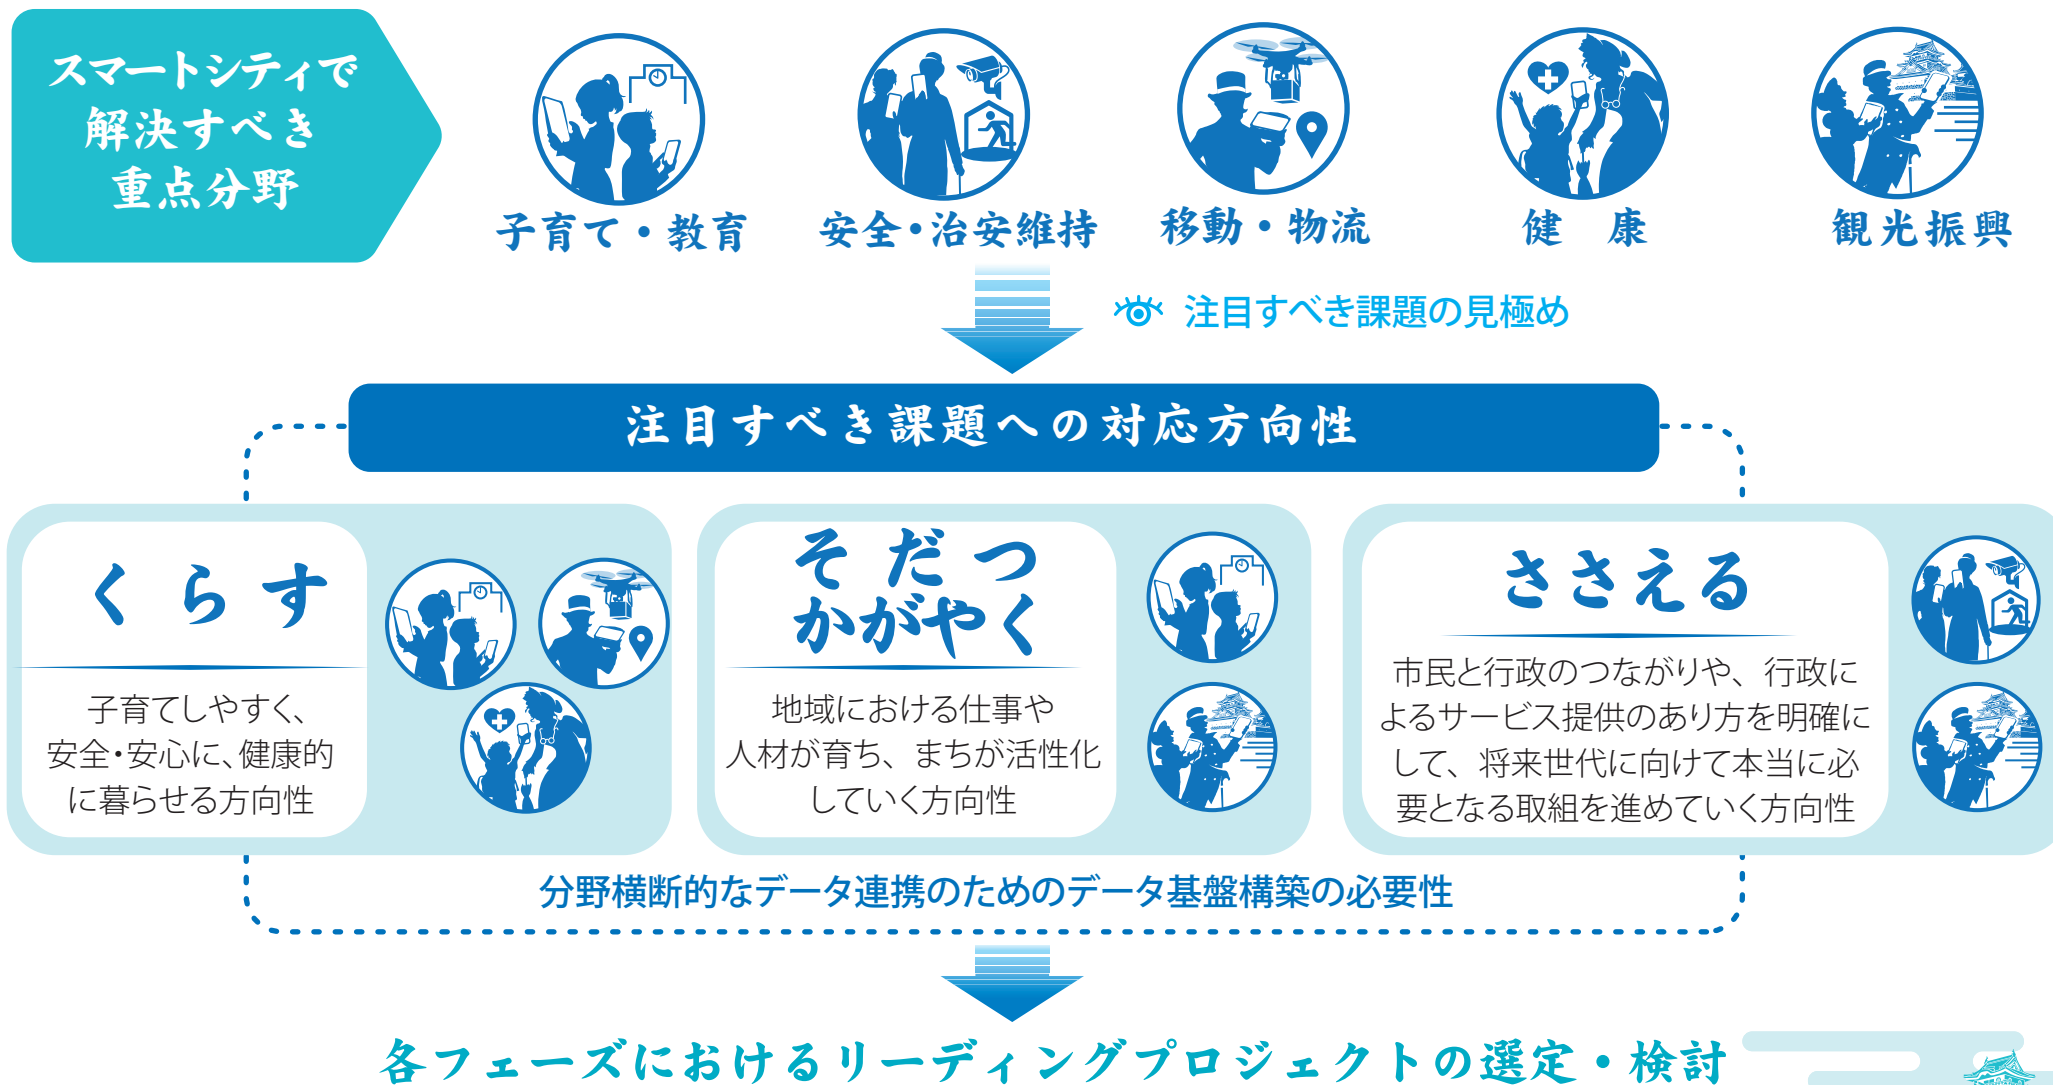 スマートシティで
解決すべき
重点分野
子育て・教育
安全・治安維持
移動・物流
健　康
観光振興
注目すべき課題の見極め
注目すべき課題への対応方向性
くらす
子育てしやすく、
安全・安心に、健康的
に暮らせる方向性
そだつ
かがやく
地域における仕事や
人材が育ち、まちが活性化
していく方向性
ささえる
市民と行政のつながりや、行政に
よるサービス提供のあり方を明確に
して、将来世代に向けて本当に必
要となる取組を進めていく方向性
分野横断的なデータ連携のためのデータ基盤構築の必要性
各フェーズにおけるリーディングプロジェクトの選定・検討